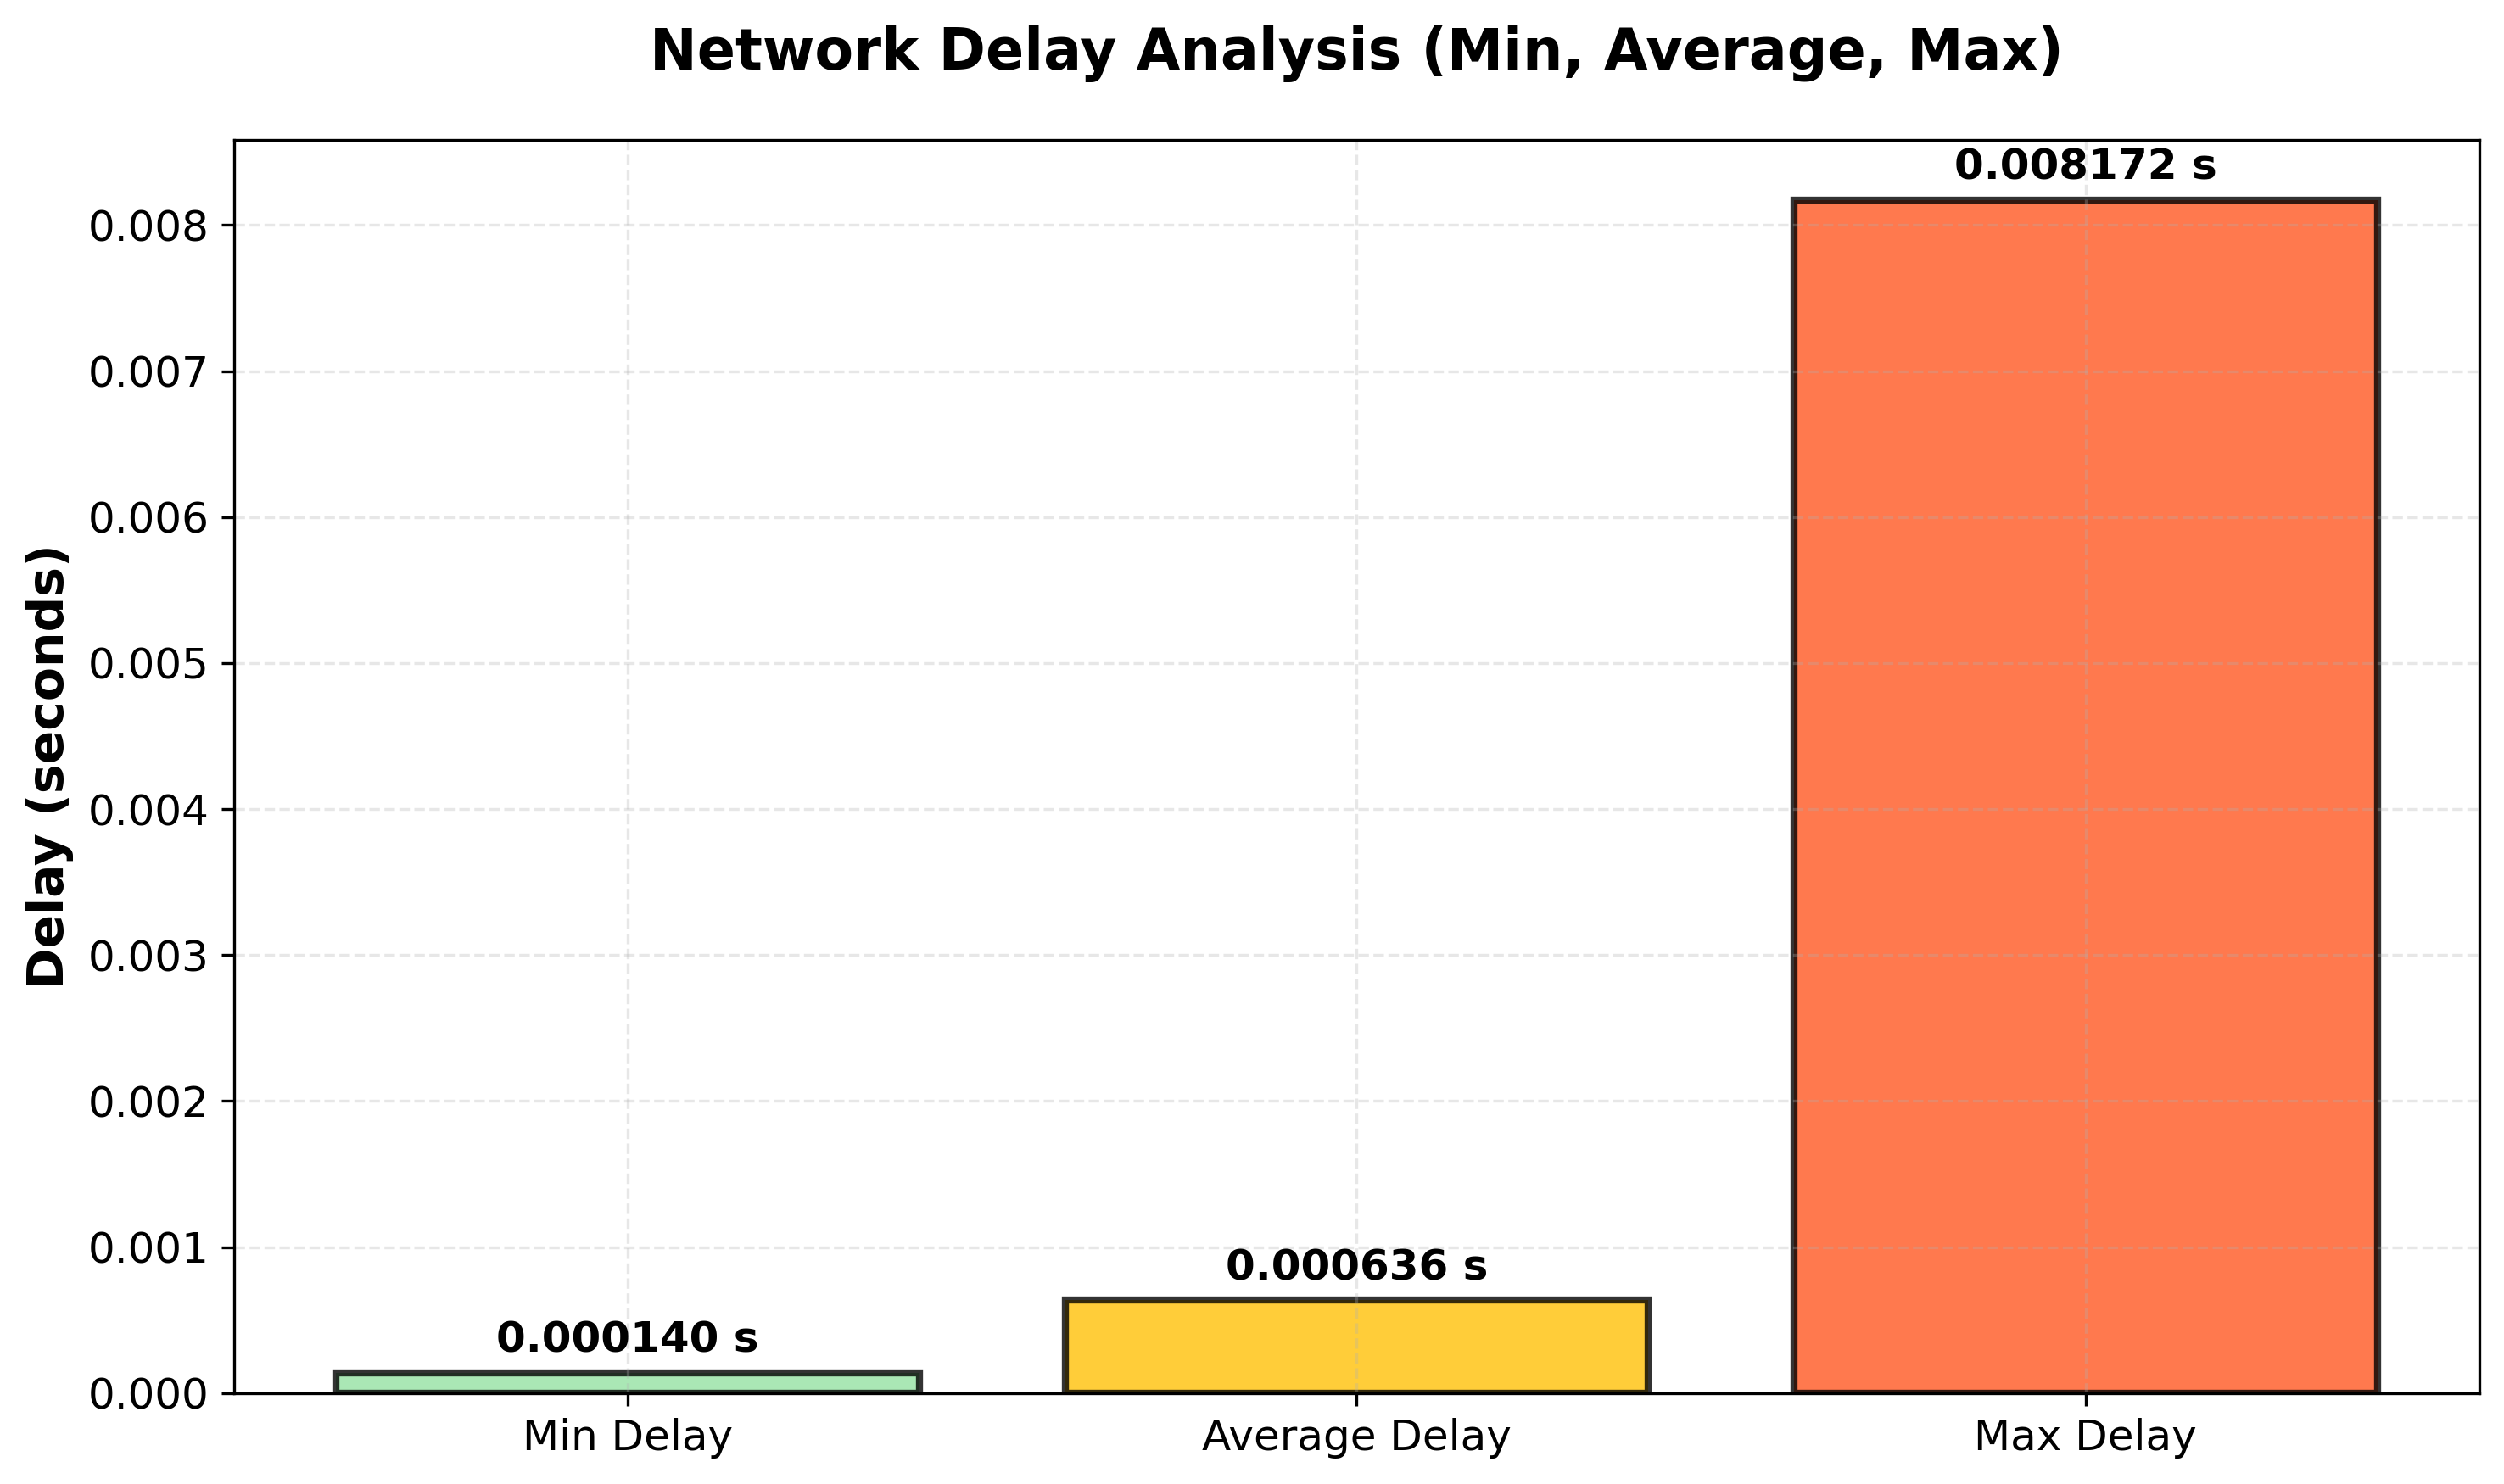 Network Delay Analysis (Min, Average, Max)
Delay (seconds)
0.008
0.007
0.006
0.005
0.004
0.003
0.002
0.001
0.000
0.000140 s
0.000636 s
0.008172 s
Min Delay
Average Delay
Max Delay